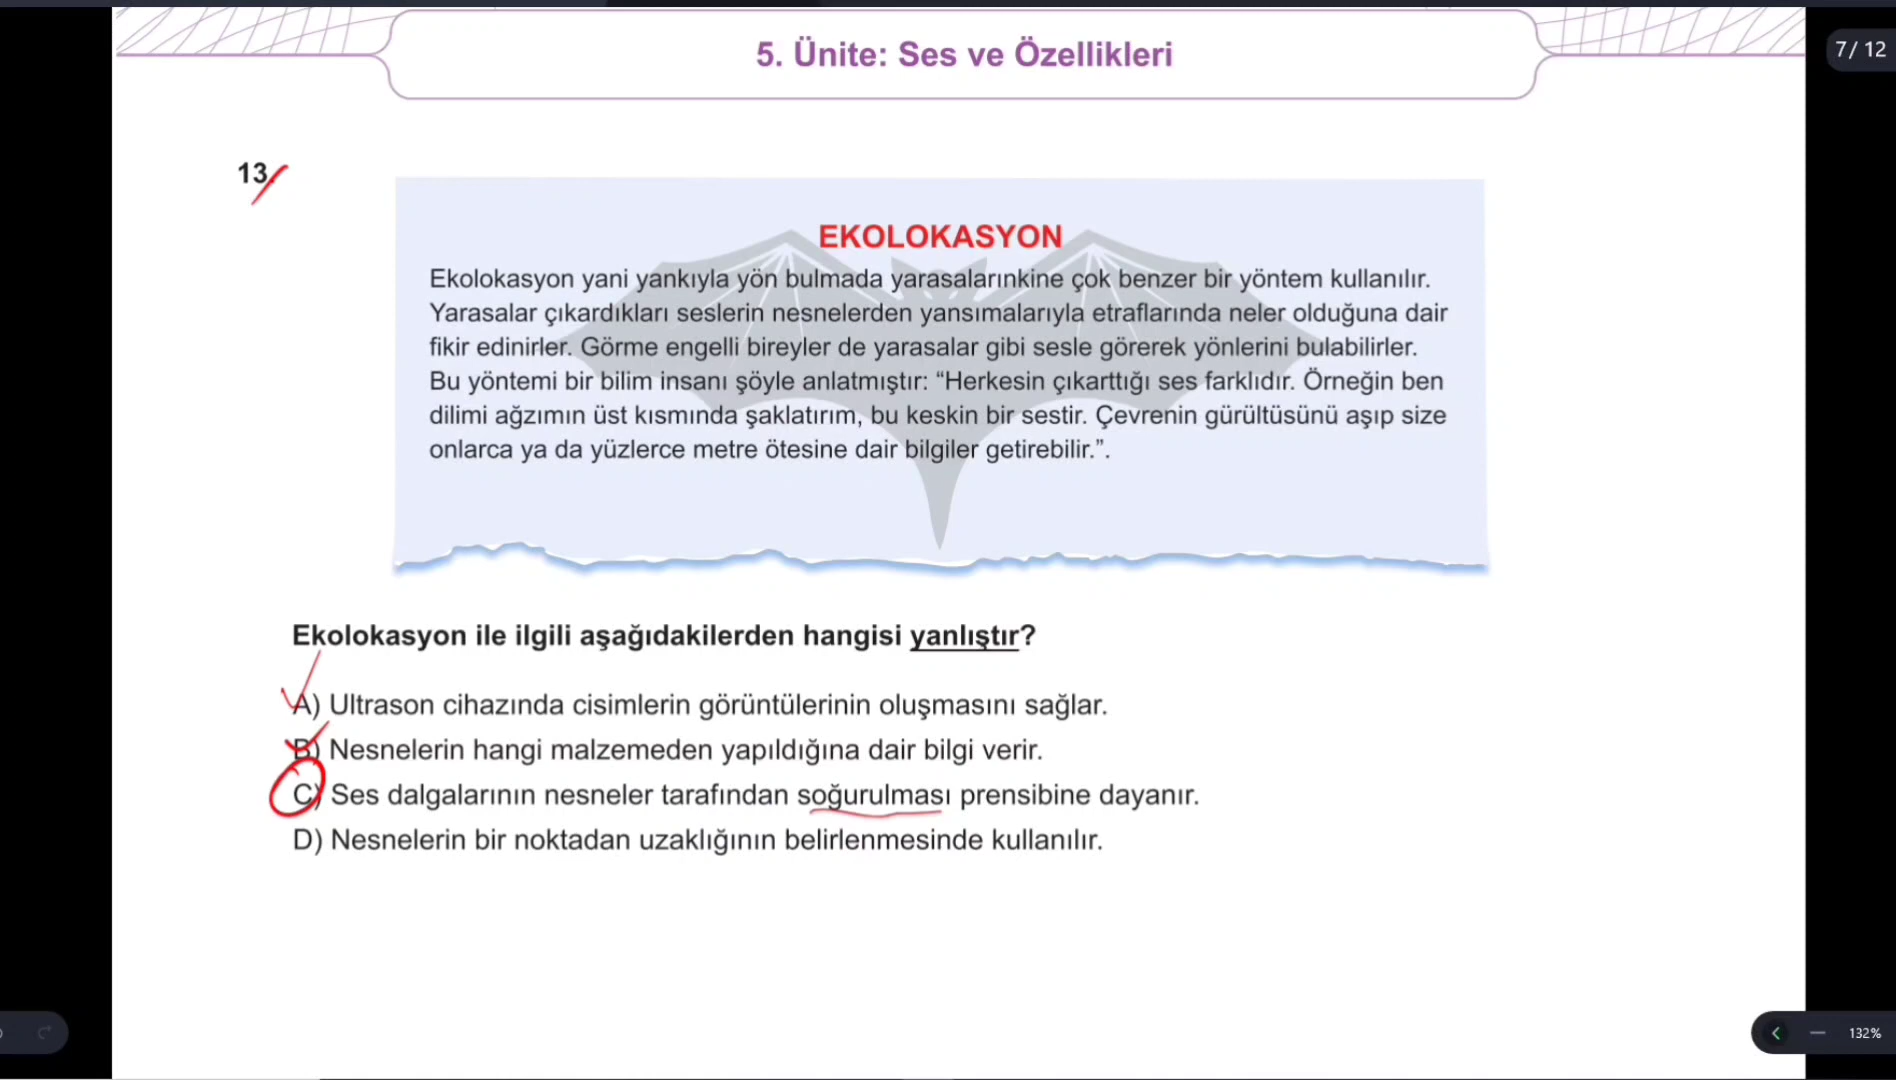 5. Ünite: Ses ve Özellikleri
7/ 12
13.
EKOLOKASYON
Ekolokasyon yani yankıyla yön bulmada yarasalarınkine çok benzer bir yöntem kullanılır.
Yarasalar çıkardıkları seslerin nesnelerden yansımalarıyla etraflarında neler olduğuna dair
fikir edinirler. Görme engelli bireyler de yarasalar gibi sesle görerek yönlerini bulabilirler.
Bu yöntemi bir bilim insanı şöyle anlatmıştır: “Herkesin çıkarttığı ses farklıdır. Örneğin ben
dilimi ağzımın üst kısmında şaklatırım, bu keskin bir sestir. Çevrenin gürültüsünü aşıp size
onlarca ya da yüzlerce metre ötesine dair bilgiler getirebilir.”.
Ekolokasyon ile ilgili aşağıdakilerden hangisi yanlıştır?
A) Ultrason cihazında cisimlerin görüntülerinin oluşmasını sağlar.
B) Nesnelerin hangi malzemeden yapıldığına dair bilgi verir.
C) Ses dalgalarının nesneler tarafından soğurulması prensibine dayanır.
D) Nesnelerin bir noktadan uzaklığının belirlenmesinde kullanılır.
132%